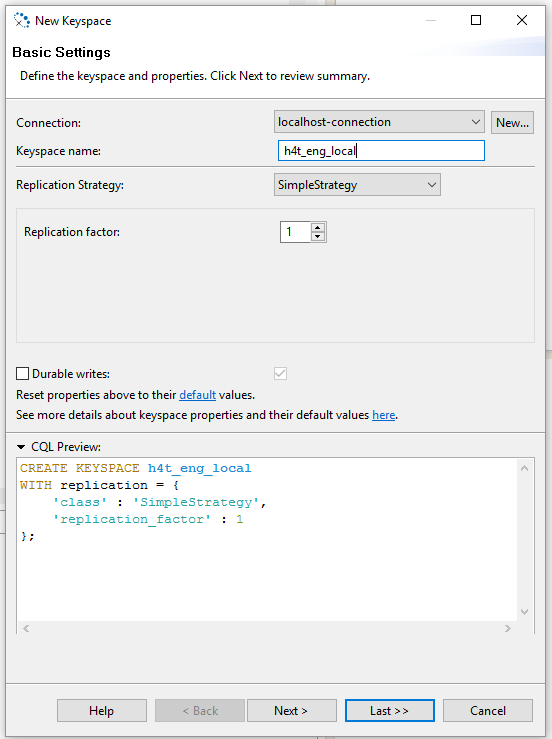 New Keyspace
Basic Settings
Define the keyspace and properties. Click Next to review summary.
Connection:
localhost-connection
New...
Keyspace name:
h4t_eng_local
Replication Strategy:
SimpleStrategy
Replication factor:
1
Durable writes:
Reset properties above to their default values.
See more details about keyspace properties and their default values here.
CQL Preview:
CREATE KEYSPACE h4t_eng_local
WITH replication = {
    'class' : 'SimpleStrategy',
    'replication_factor' : 1
};
Help
< Back
Next >
Last >>
Cancel